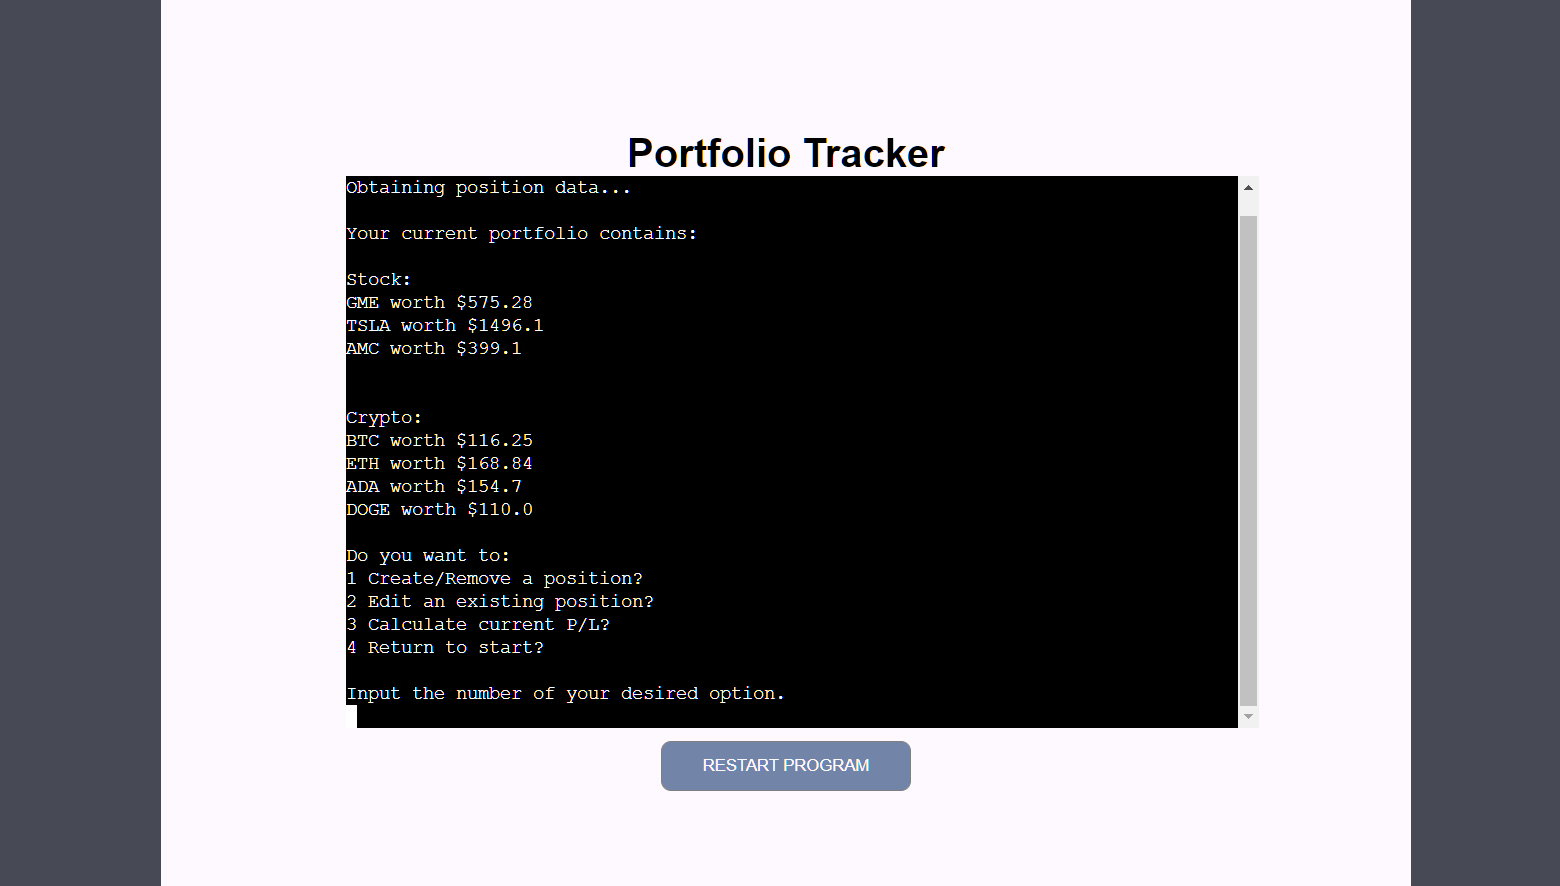 Portfolio Tracker
Obtaining position data...
Your current portfolio contains:
Stock:
GME worth $575.28
TSLA worth $1496.1
AMC worth $399.1
Crypto:
BTC worth $116.25
ETH worth $168.84
ADA worth $154.7
DOGE worth $110.0
Do you want to:
1 Create/Remove a position?
2 Edit an existing position?
3 Calculate current P/L?
4 Return to start?
Input the number of your desired option.
RESTART PROGRAM